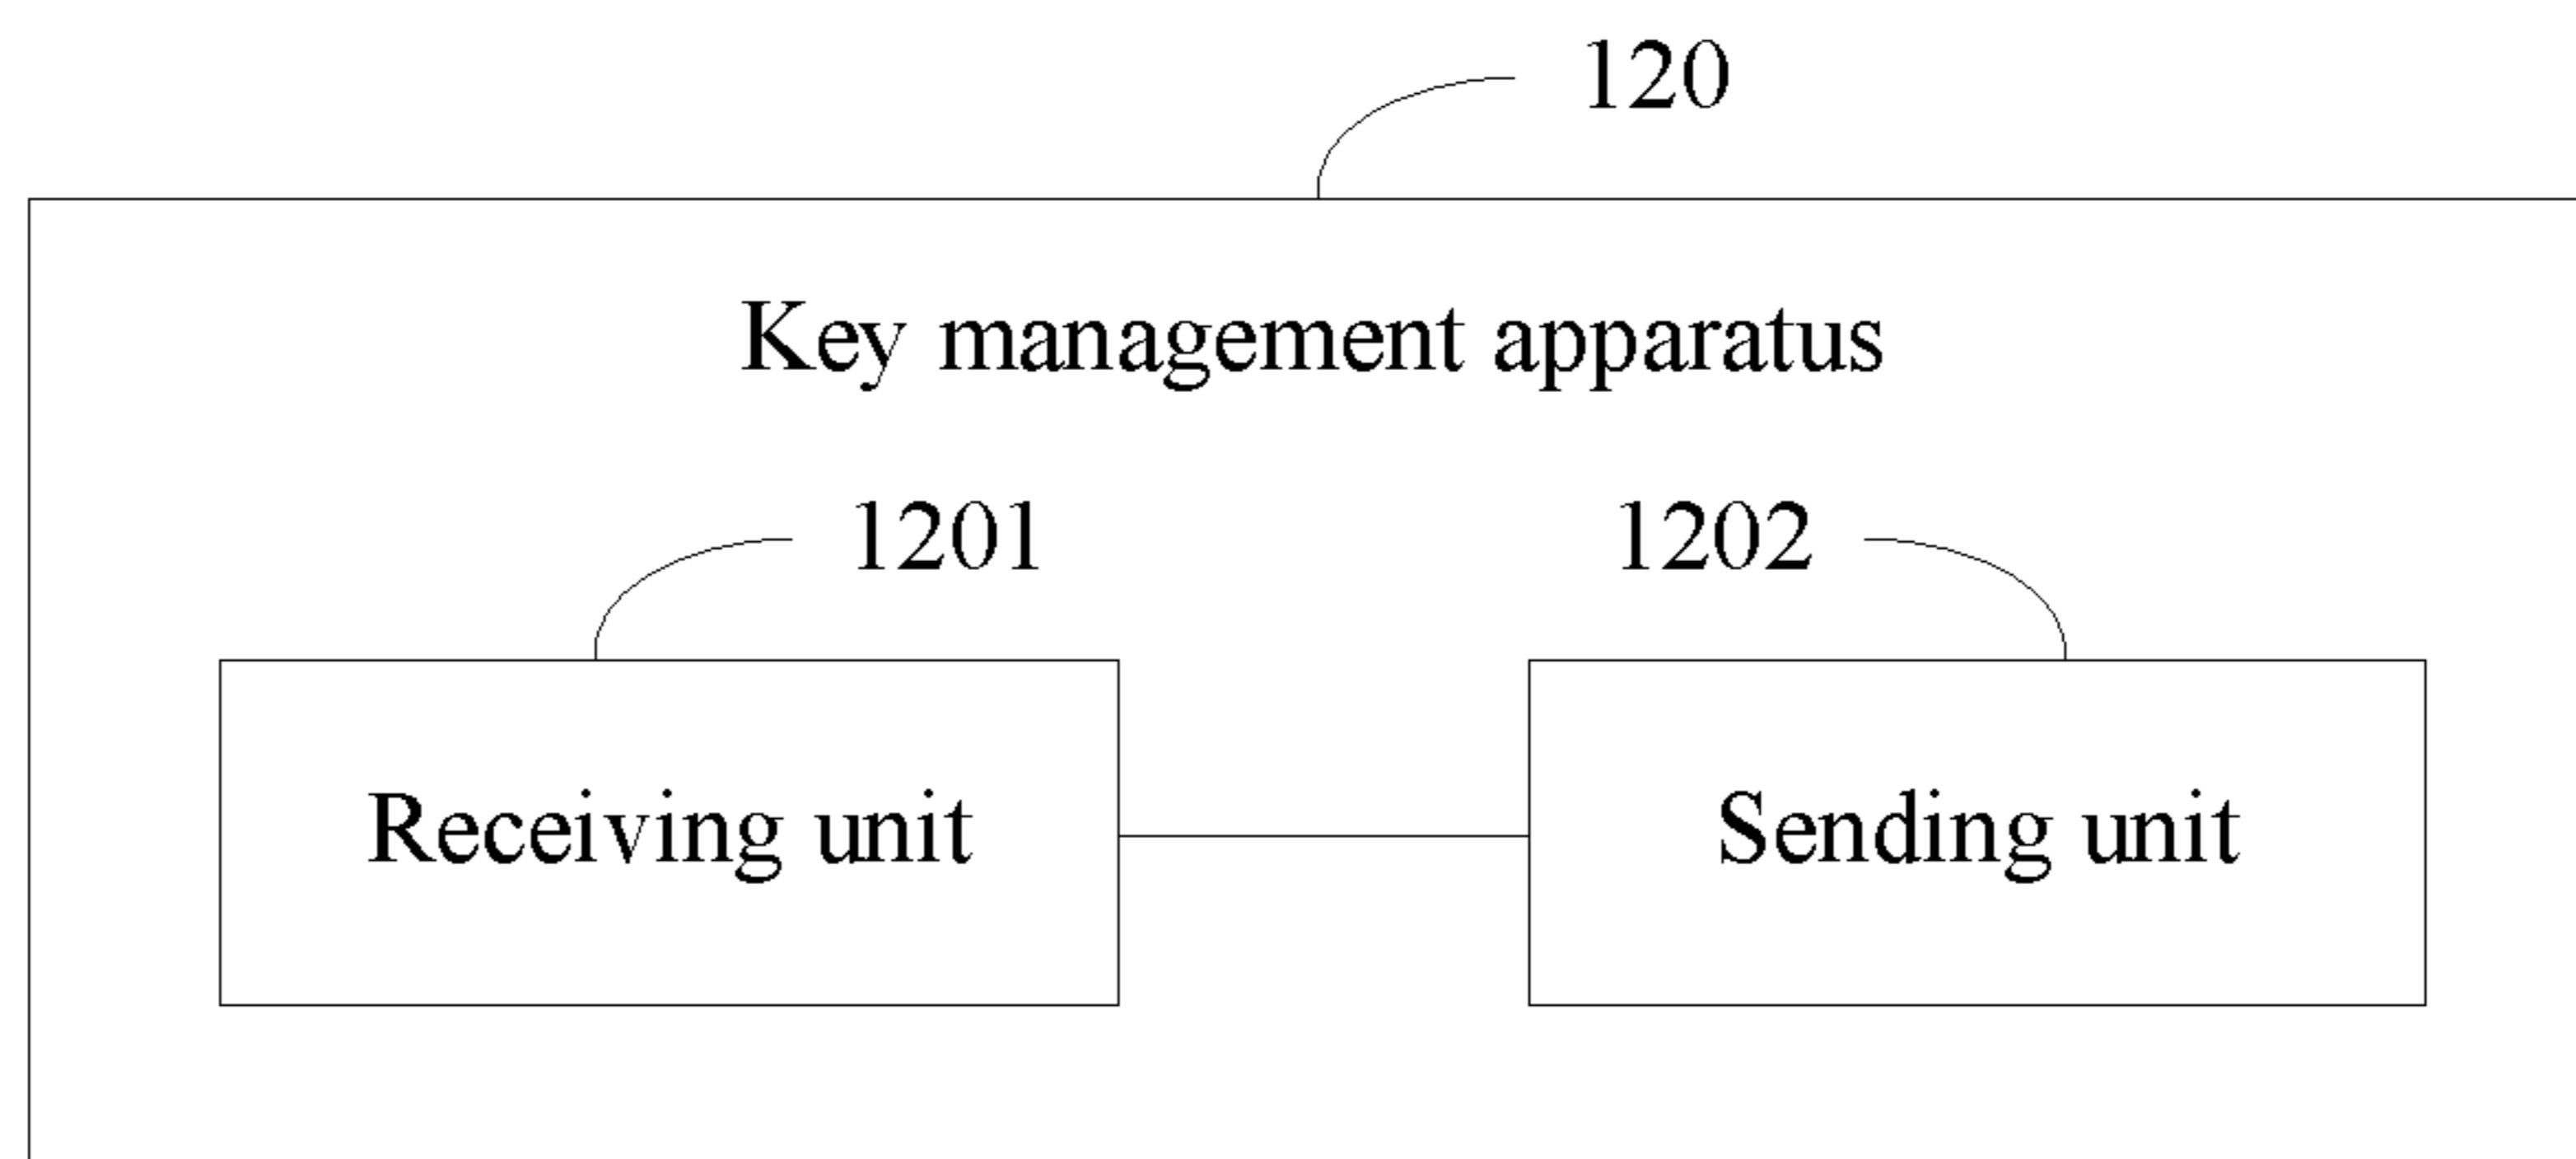 120
Key management apparatus
1201
1202
Receiving unit
Sending unit